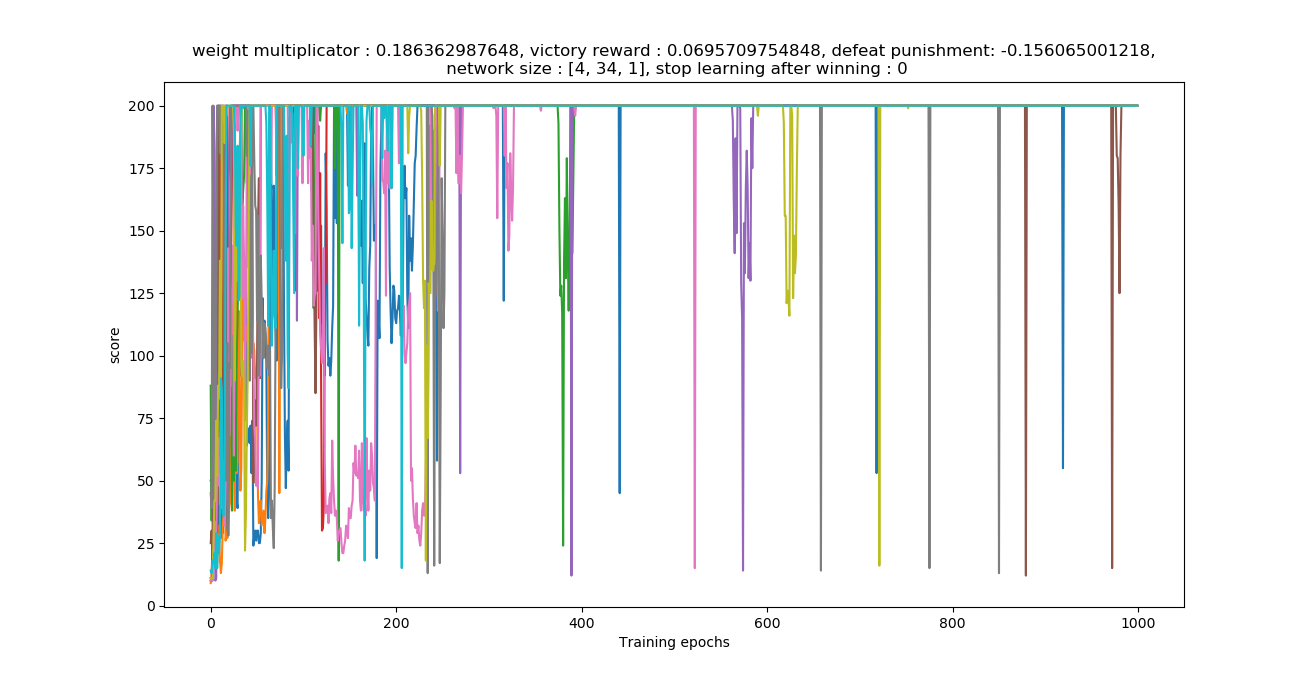 weight multiplicator : 0.186362987648, victory reward : 0.0695709754848, defeat punishment: -0.156065001218,
network size : [4, 34, 1], stop learning after winning : 0
200
175
150
125
100
75
50
25
0
score
0 200 400 600 800 1000
Training epochs